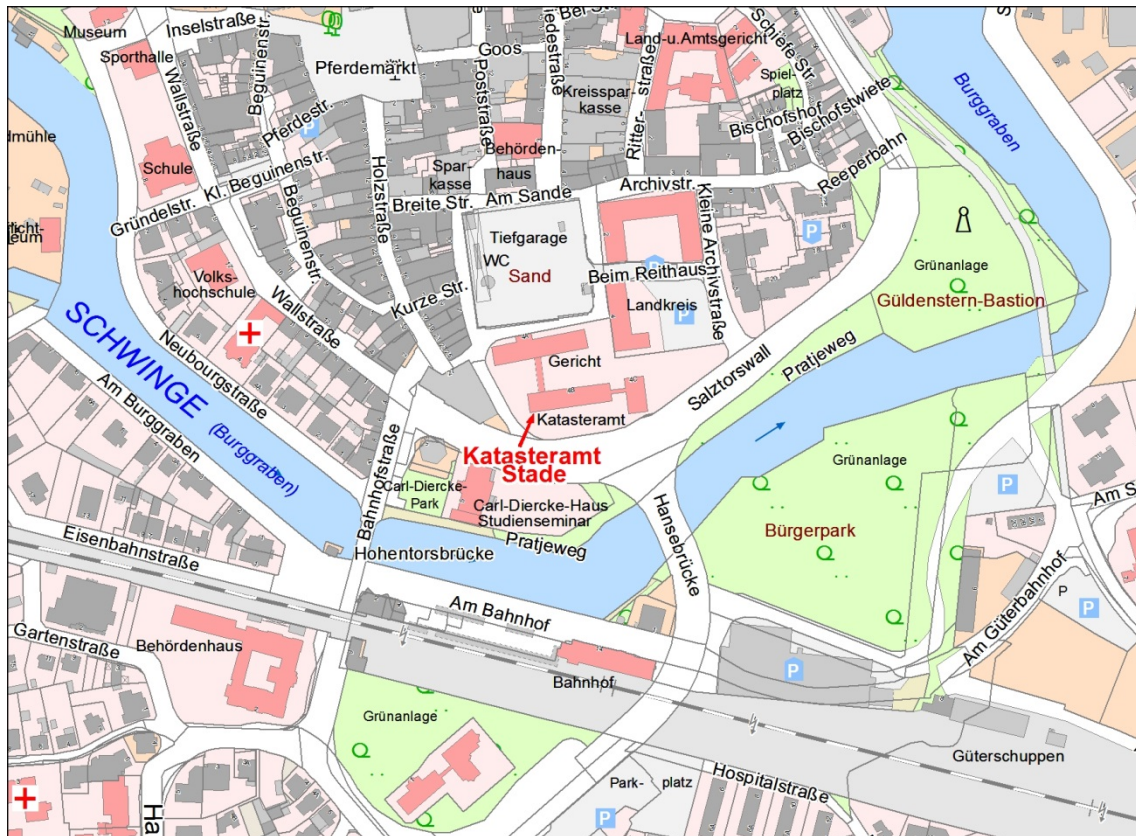 Museum
Inselstraße
Sporthalle
Wallstraße
Beguinenstr.
Pferdestr.
Pferdemarkt
Goos
Poststraße
Land-u. Amtsgericht
Schiefe Str.
Spiel-
platz
Kreisspar-
kasse
Ritter-
straße
Bischofshof
Bischofstwiete
Burggraben
Schule
Kl. Beguinenstr.
Gründelstr.
Holzstraße
Spar-
kasse
Behörden-
haus
Breite Str.
Am Sande
Archivstr.
Reeperbahn
Beguinenstr.
Kleine Archivstraße
Tiefgarage
WC
Sand
Beim Reithaus
Landkreis
P
P
P
P
Grünanlage
Güldenstern-Bastion
Volks-
hochschule
Wallstraße
Kurze Str.
SCHWINGE
(Burggraben)
Neubourgstraße
Am Burggraben
Gericht
Katasteramt
Katasteramt
Stade
Salztorswall
Pratjeweg
Bahnhofstraße
Carl-Diercke-
Park
Carl-Diercke-Haus
Studienseminar
Grünanlage
Bürgerpark
P
Hansebrücke
Pratjeweg
Hohentorsbrücke
Eisenbahnstraße
Am Bahnhof
Am Güterbahnhof
P
P
Gartenstraße
Behördenhaus
Bahnhof
P
Grünanlage
Güterschuppen
Park-
platz
Hospitalstraße
P
P